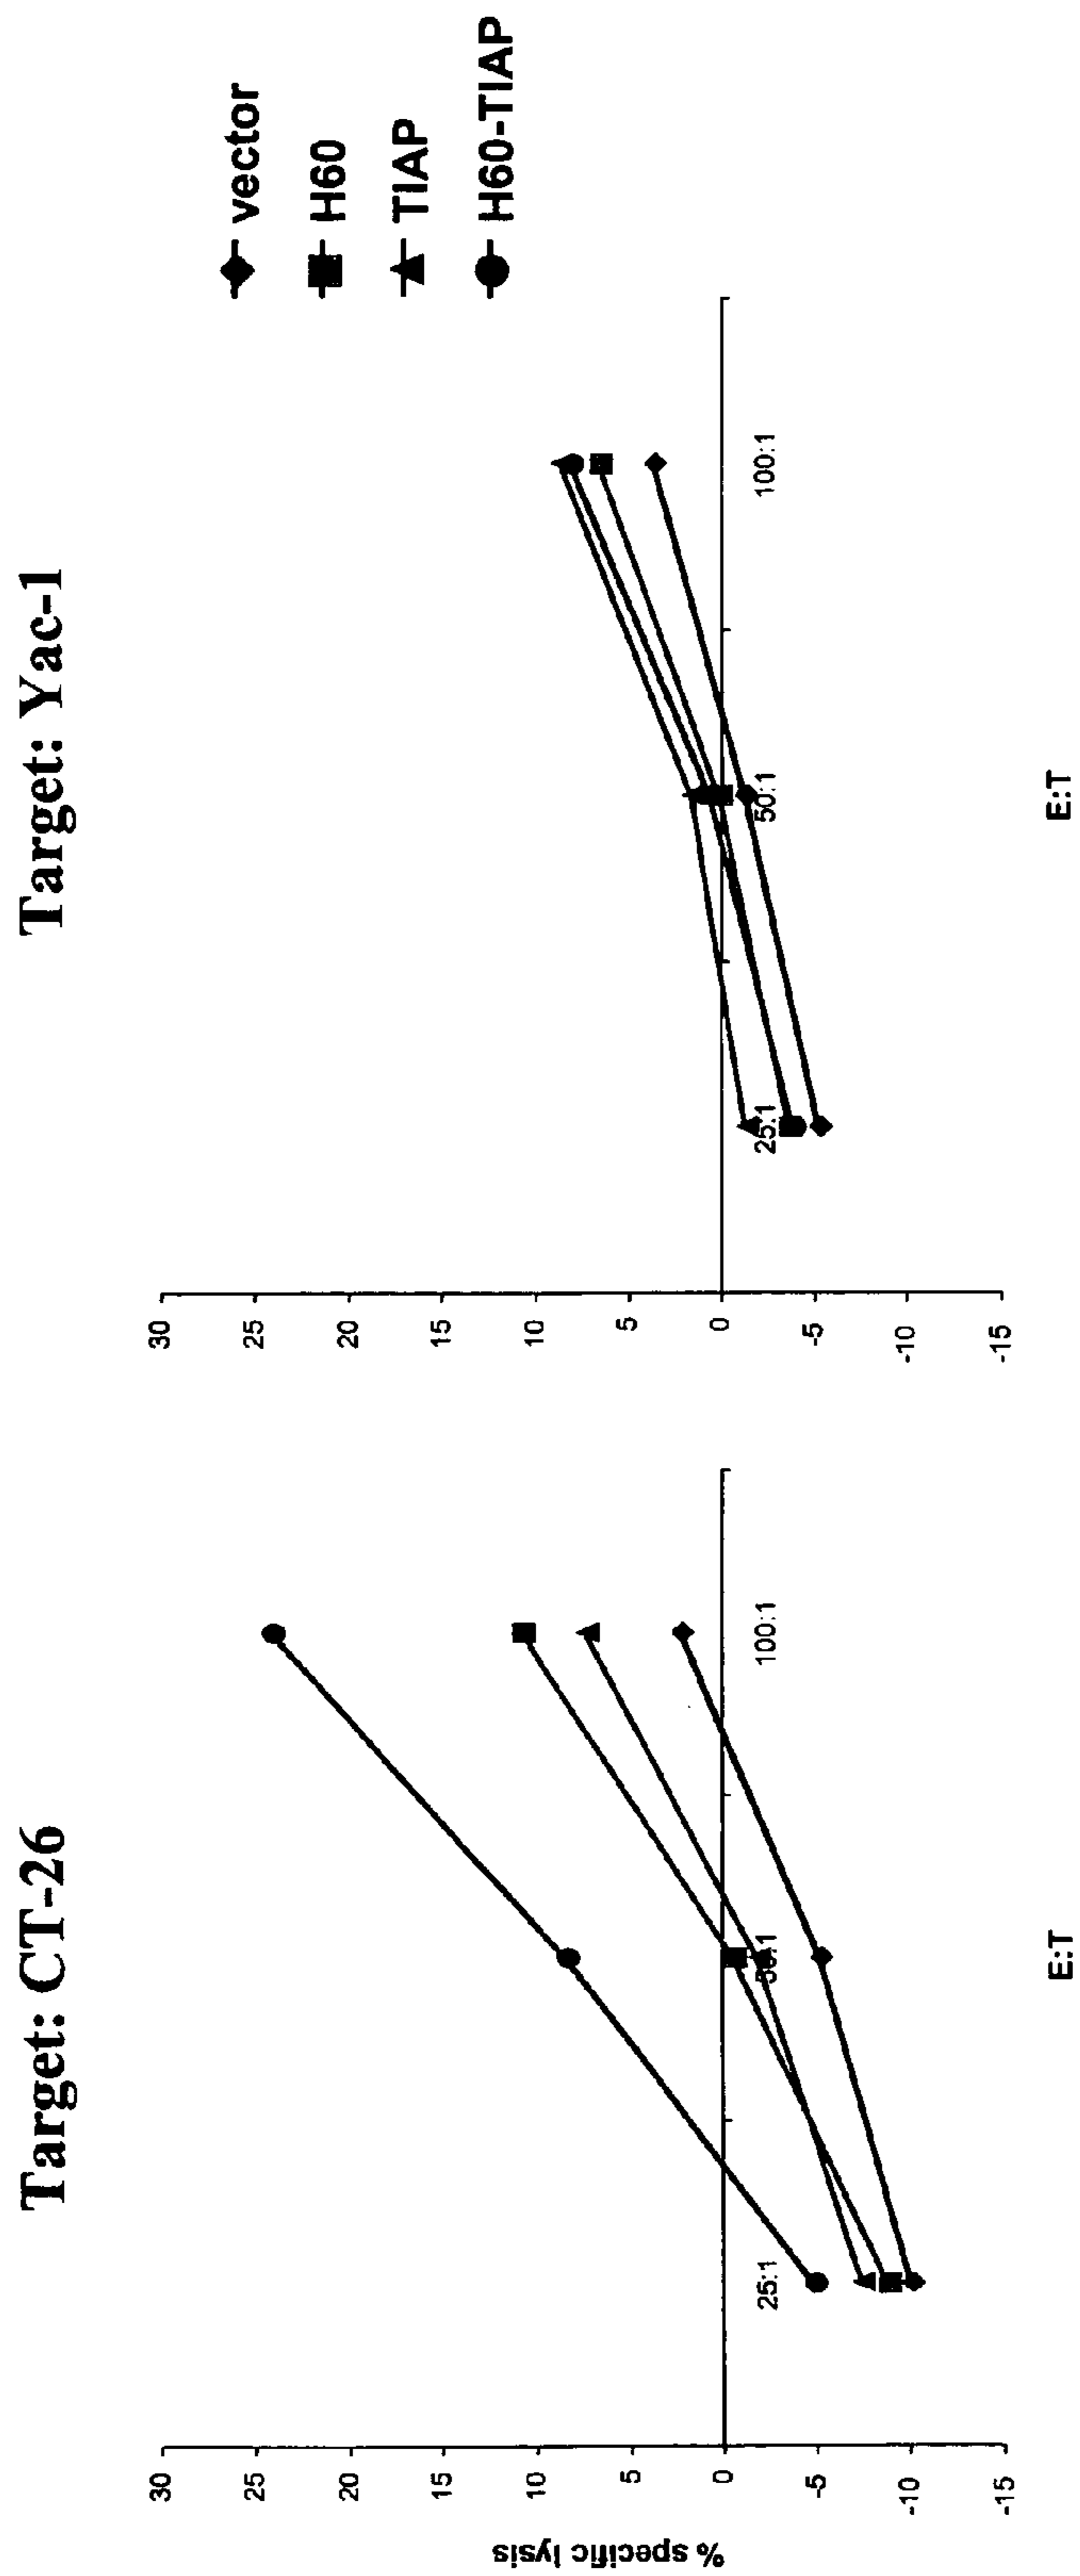 Target: CT-26
% specific lysis
30
25
20
15
10
5
0
-5
-10
-15
25:1
50:1
100:1
E:T
Target: Yac-1
30
25
20
15
10
5
0
-5
-10
-15
25:1
50:1
100:1
E:T
vector
H60
TIAP
H60-TIAP